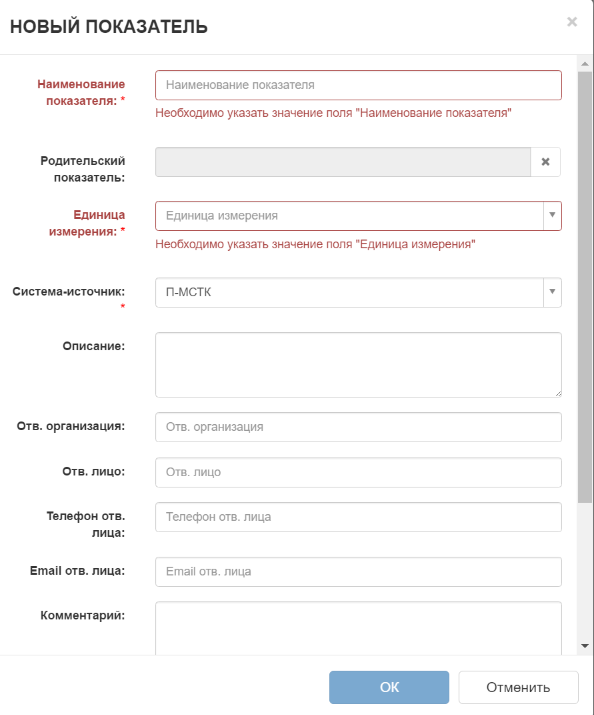 НОВЫЙ ПОКАЗАТЕЛЬ
Наименование
показателя: *
Наименование показателя
Необходимо указать значение поля "Наименование показателя"
Родительский
показатель:
Единица
измерения: *
Единица измерения
Необходимо указать значение поля "Единица измерения"
Система-источник:
*
П-МСТК
Описание:
Отв. организация:
Отв. организация
Отв. лицо:
Отв. лицо
Телефон отв.
лица:
Телефон отв. лица
Email отв. лица:
Email отв. лица
Комментарий:
ОК
Отменить